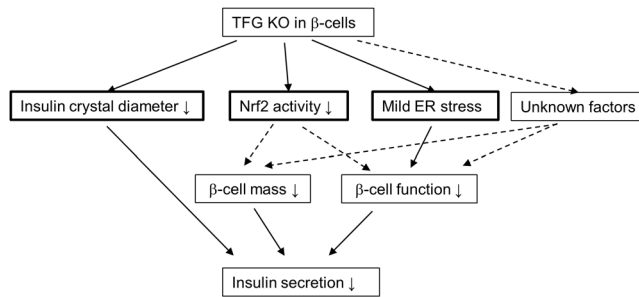 TFG KO in β-cells
Insulin crystal diameter ↓
Nrf2 activity ↓
Mild ER stress
Unknown factors
β-cell mass ↓
β-cell function ↓
Insulin secretion ↓